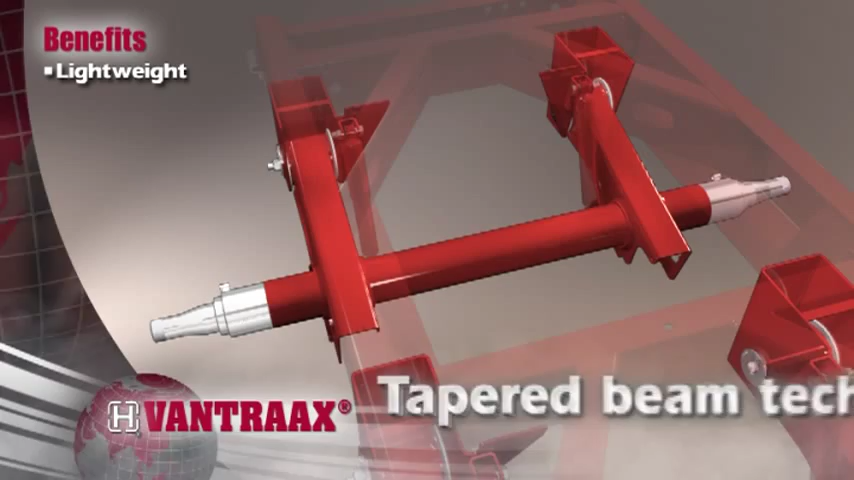 Benefits
▪Lightweight
Tapered beam tech
H VANTRAAX®